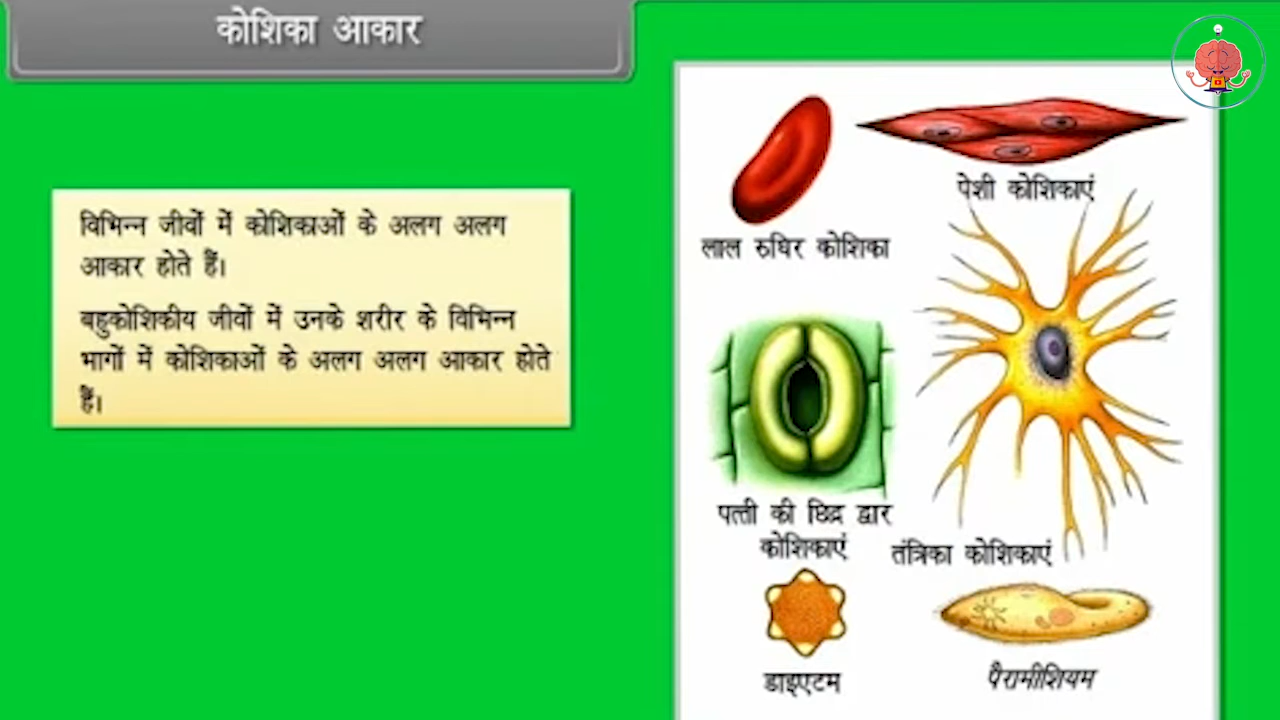 कोशिका आकार
विभिन्न जीवों में कोशिकाओं के अलग अलग
आकार होते हैं।
बहुकोशिकीय जीवों में उनके शरीर के विभिन्न
भागों में कोशिकाओं के अलग अलग आकार होते
हैं।
पेशी कोशिकाएं
लाल रुधिर कोशिका
पत्ती की छिद्र द्वार
कोशिकाएं
तंत्रिका कोशिकाएं
डाइएटम
पैरामीशियम